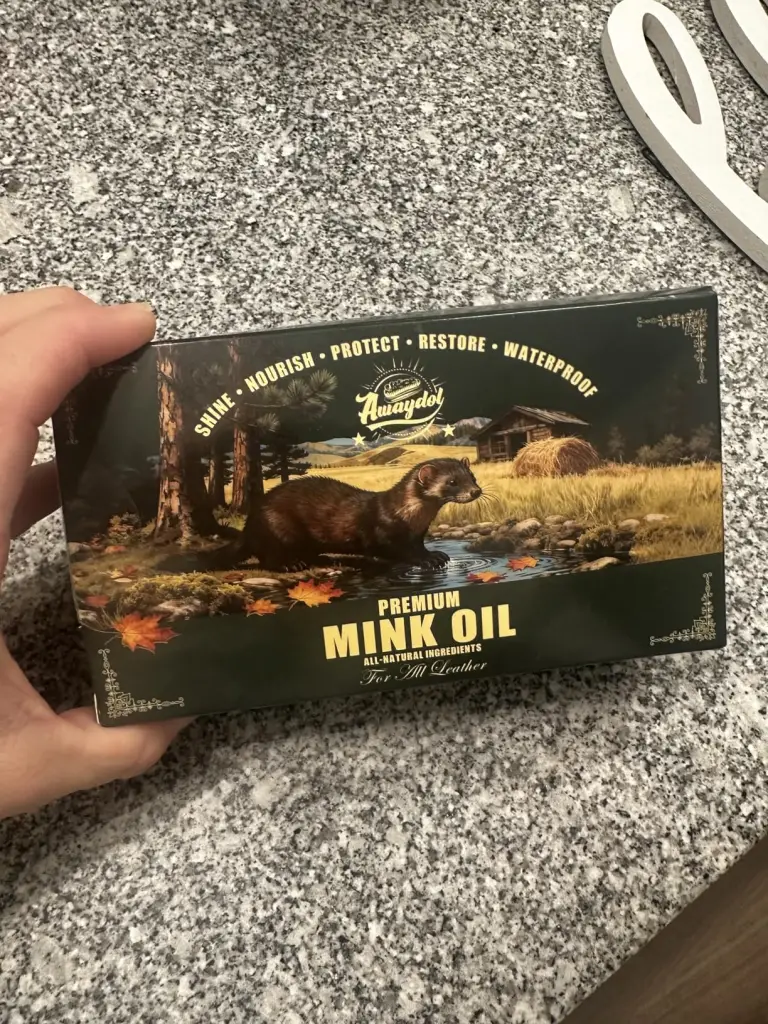 SHINE • NOURISH • PROTECT • RESTORE • WATERPROOF
Awaydol
PREMIUM
MINK OIL
ALL-NATURAL INGREDIENTS
For All Leather